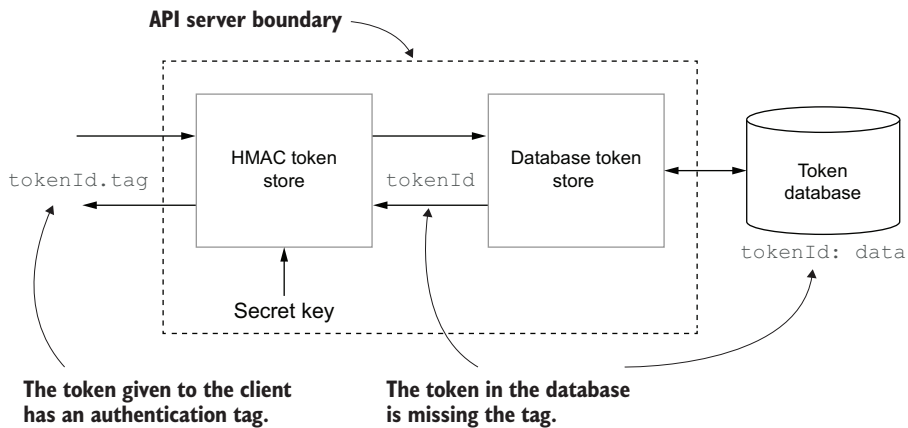 API server boundary
HMAC token
store
Database token
store
Token
database
tokenId.tag
tokenId
tokenId: data
Secret key
The token given to the client
has an authentication tag.
The token in the database
is missing the tag.